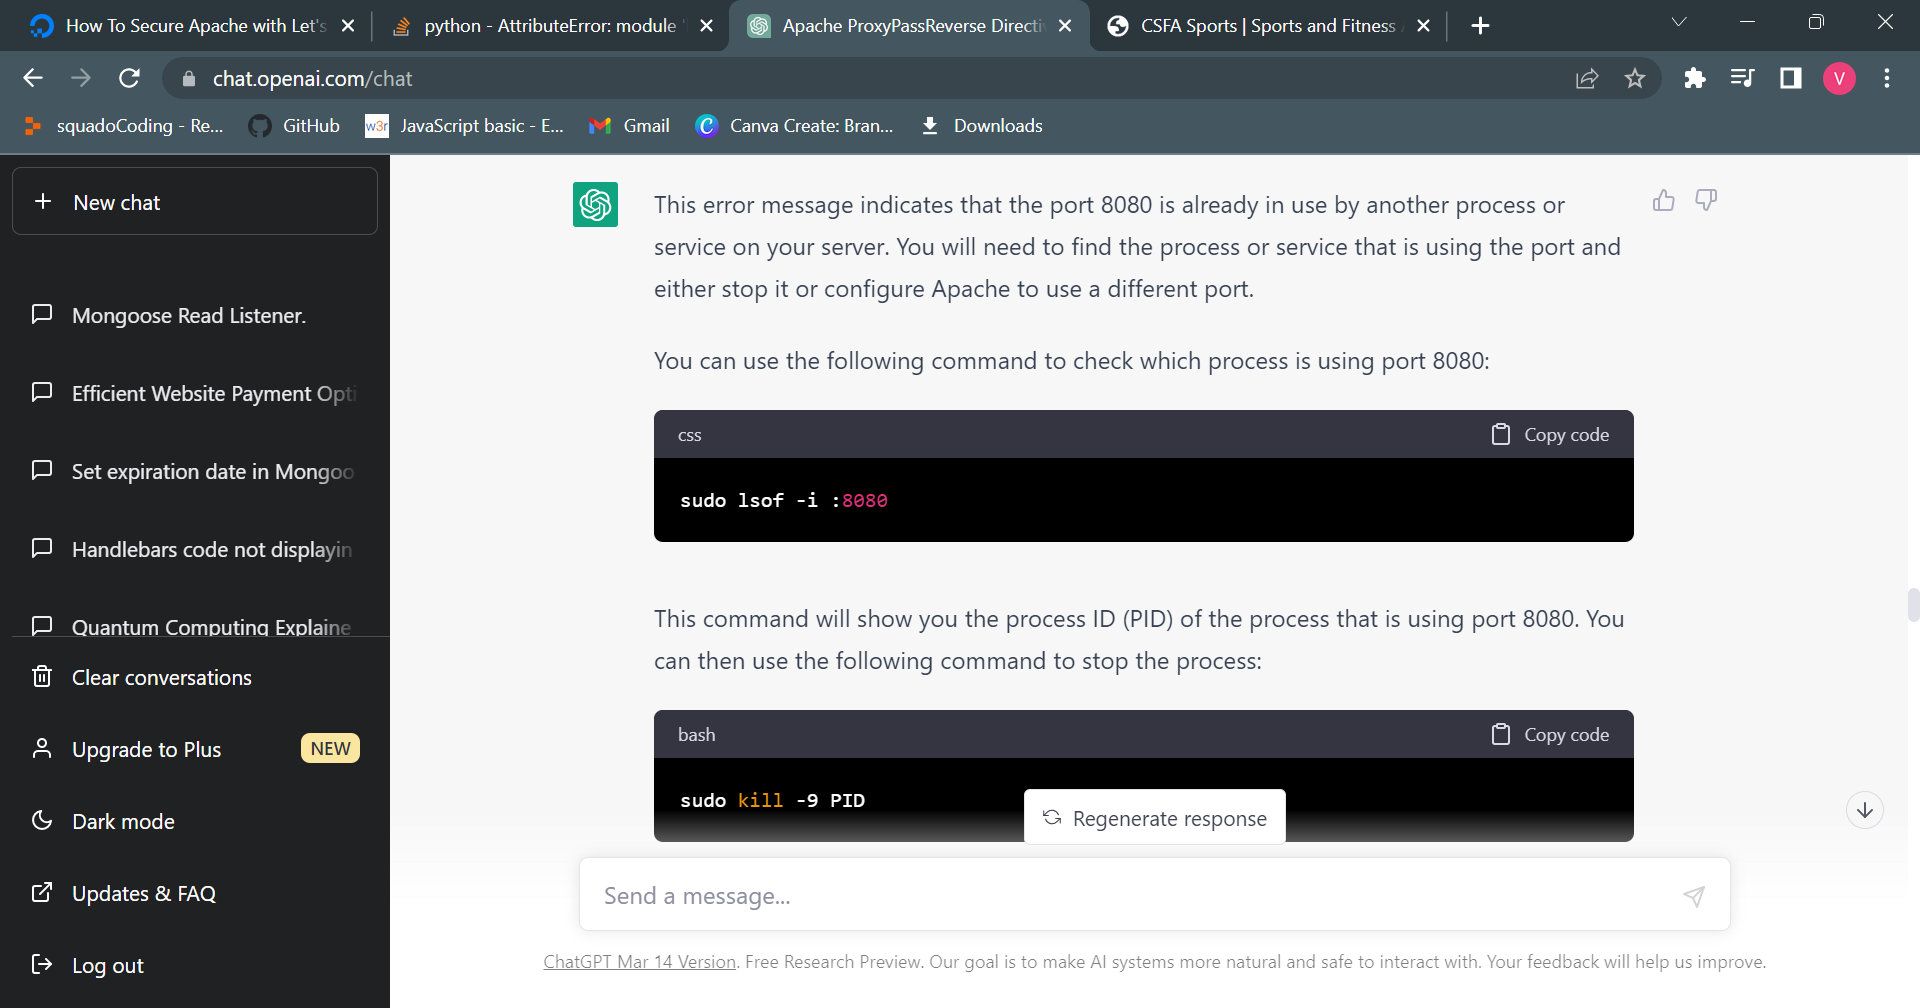 How To Secure Apache with Let's
python - AttributeError: module '
Apache ProxyPassReverse Directi
CSFA Sports | Sports and Fitness
chat.openai.com/chat
V
squadoCoding - Re...
GitHub
w3r
JavaScript basic - E...
Gmail
Canva Create: Bran...
Downloads
New chat
Mongoose Read Listener.
Efficient Website Payment Opti
Set expiration date in Mongoo
Handlebars code not displayin
Quantum Computing Explaine
Clear conversations
Upgrade to Plus
NEW
Dark mode
Updates & FAQ
Log out
This error message indicates that the port 8080 is already in use by another process or
service on your server. You will need to find the process or service that is using the port and
either stop it or configure Apache to use a different port.
You can use the following command to check which process is using port 8080:
css
Copy code
sudo lsof -i :8080
This command will show you the process ID (PID) of the process that is using port 8080. You
can then use the following command to stop the process:
bash
Copy code
sudo kill -9 PID
Regenerate response
Send a message...
ChatGPT Mar 14 Version. Free Research Preview. Our goal is to make AI systems more natural and safe to interact with. Your feedback will help us improve.